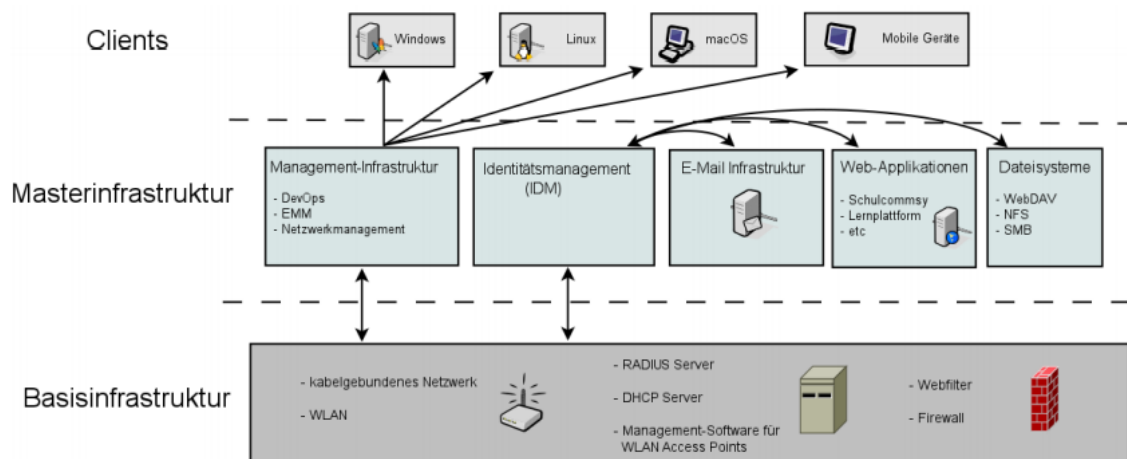 Clients
Windows
Linux
macOS
Mobile Geräte
Masterinfrastruktur
Management-Infrastruktur
- DevOps
- EMM
- Netzwerkmanagement
Identitätsmanagement
(IDM)
E-Mail Infrastruktur
Web-Applikationen
- Schulcommsy
- Lernplattform
- etc
Dateisysteme
- WebDAV
- NFS
- SMB
Basisinfrastruktur
- kabelgebundenes Netzwerk
- WLAN
- RADIUS Server
- DHCP Server
- Management-Software für
WLAN Access Points
- Webfilter
- Firewall